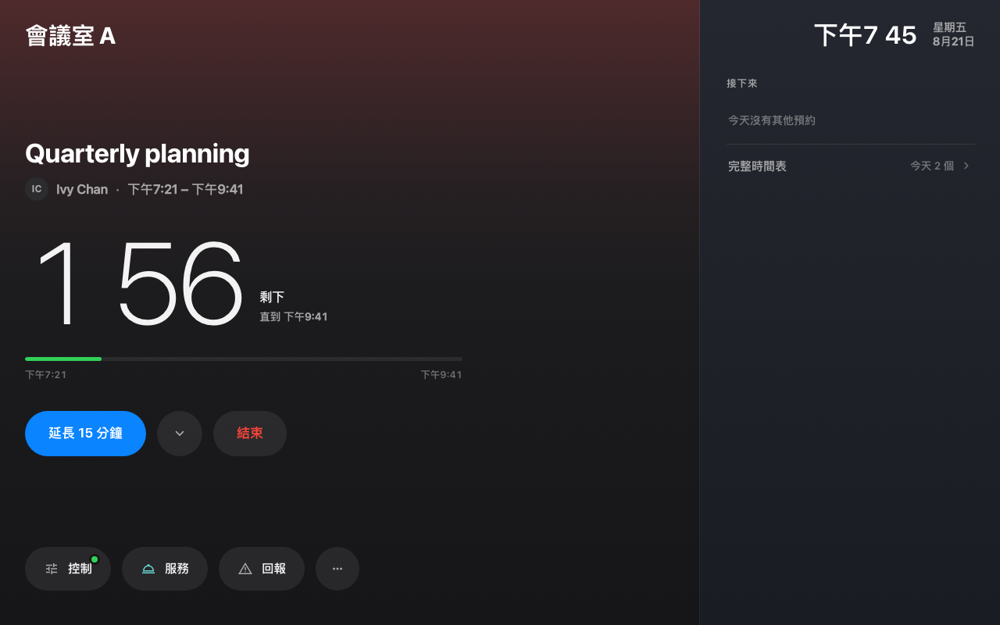 會議室 A
下午7 45
星期五
8月21日
接下來
今天沒有其他預約
完整時間表 今天 2 個
Quarterly planning
IC Ivy Chan · 下午7:21 – 下午9:41
1 56 剩下
直到 下午9:41
下午7:21 下午9:41
延長 15 分鐘 結束
控制 服務 回報